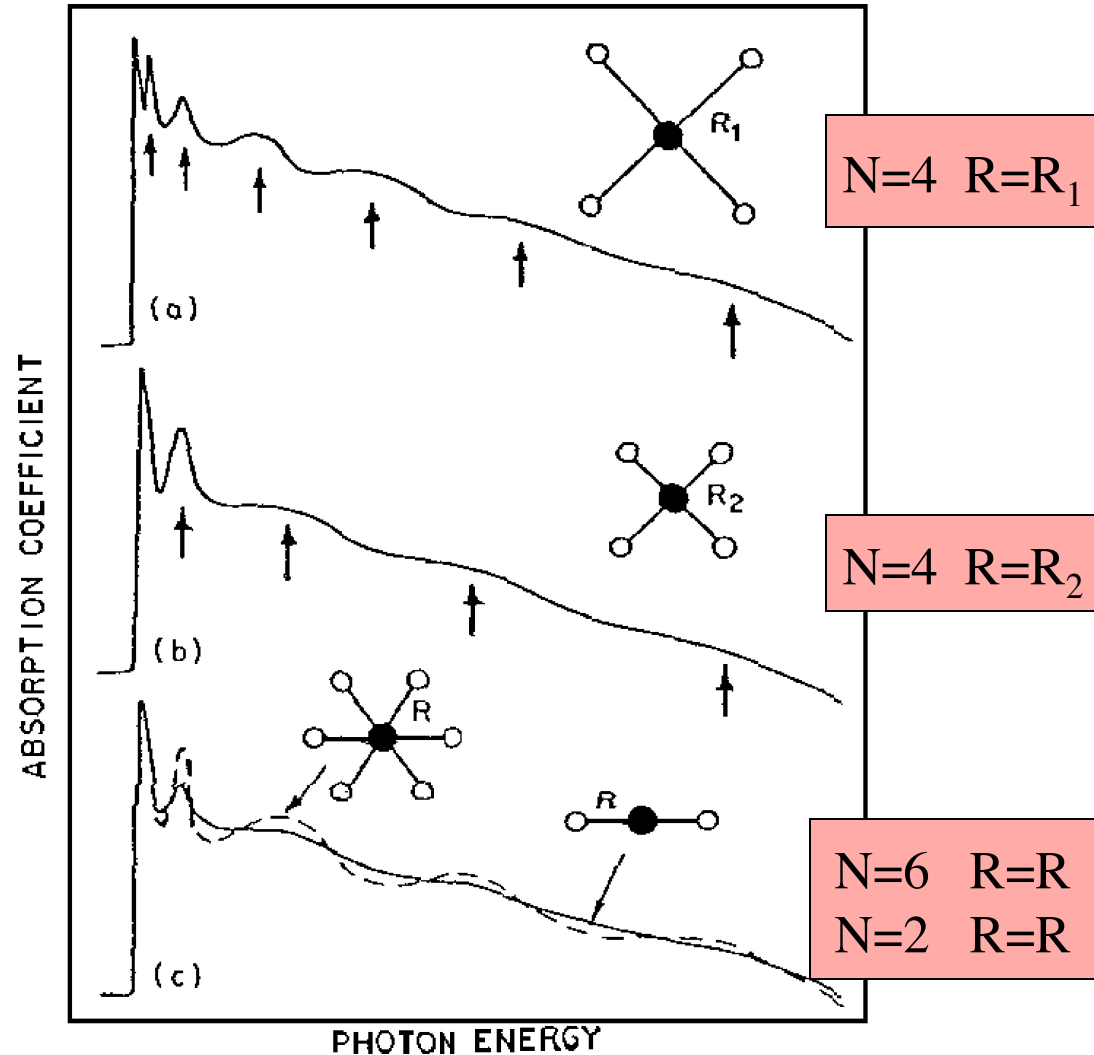 R₁
N=4 R=R₁
(a)
ABSORPTION COEFFICIENT
R₂
N=4 R=R₂
(b)
R
R
N=6 R=R
N=2 R=R
(c)
PHOTON ENERGY